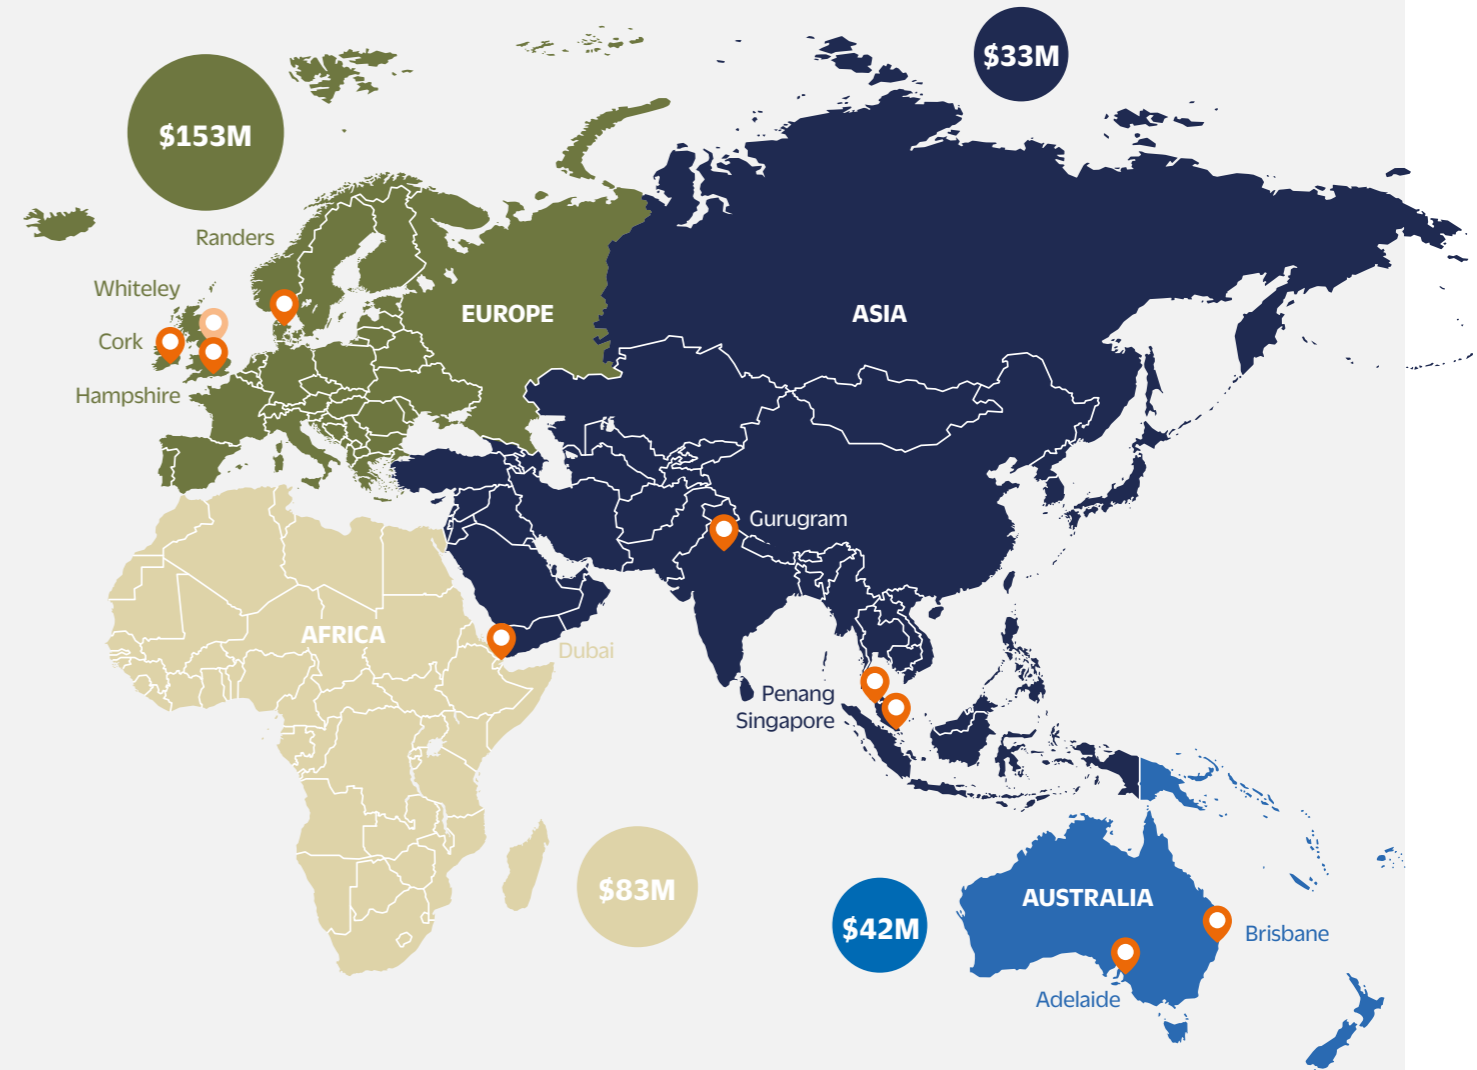 $33M
$153M
Randers
Whiteley
EUROPE
ASIA
Cork
Hampshire
Gurugram
AFRICA
Dubai
Penang
Singapore
$83M
AUSTRALIA
$42M
Brisbane
Adelaide